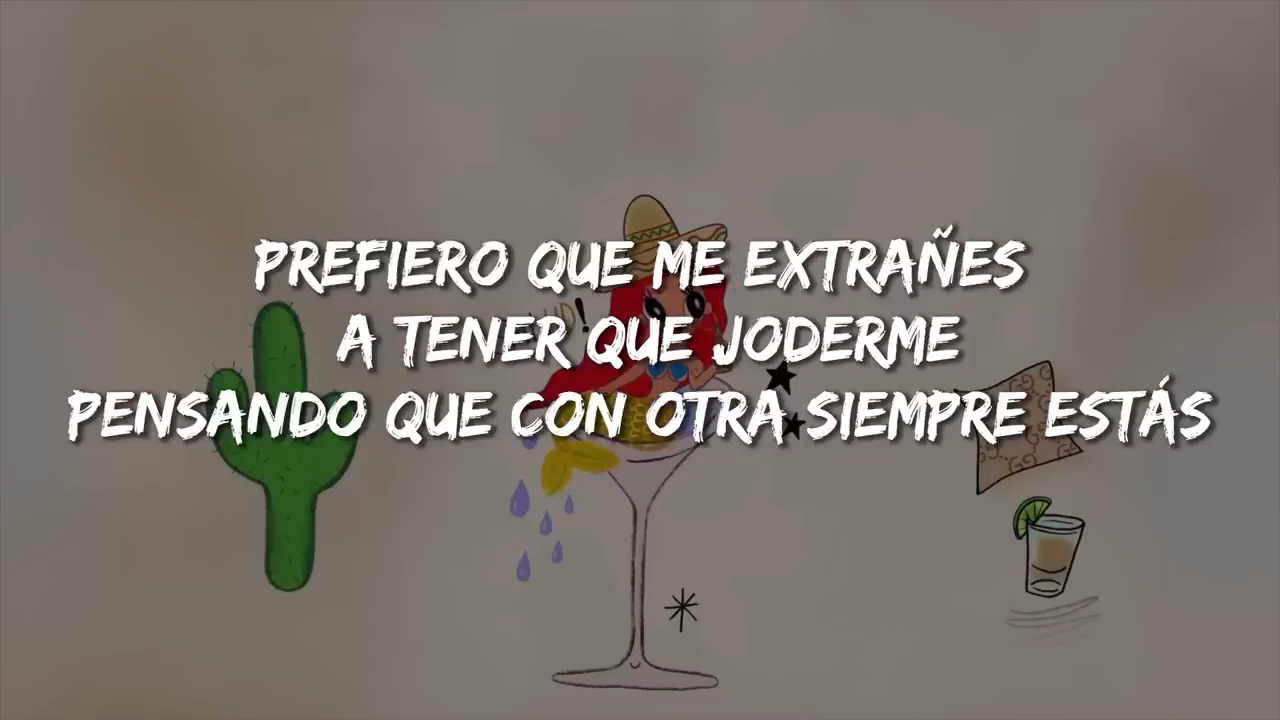 PREFIERO QUE ME EXTRAÑES
A TENER QUE JODERME
PENSANDO QUE CON OTRA SIEMPRE ESTÁS